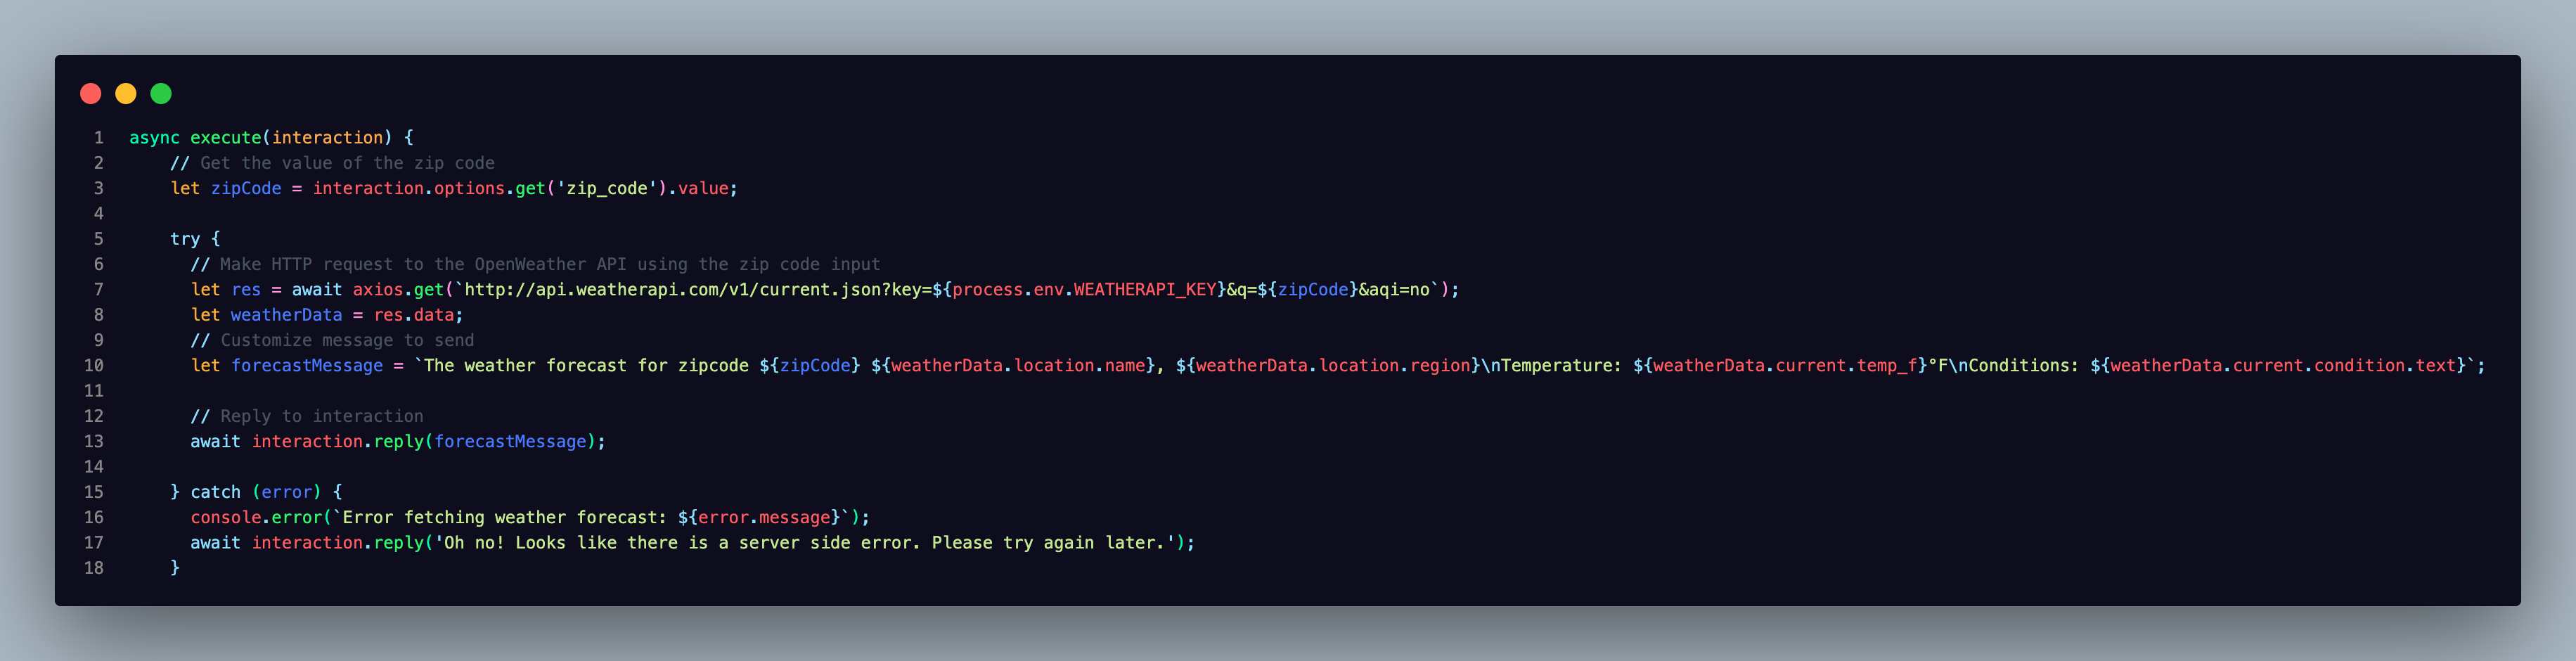 1 async execute(interaction) {
2     // Get the value of the zip code
3     let zipCode = interaction.options.get('zip_code').value;
4
5     try {
6       // Make HTTP request to the OpenWeather API using the zip code input
7       let res = await axios.get(`http://api.weatherapi.com/v1/current.json?key=${process.env.WEATHERAPI_KEY}&q=${zipCode}&aqi=no`);
8       let weatherData = res.data;
9       // Customize message to send
10       let forecastMessage = `The weather forecast for zipcode ${zipCode} ${weatherData.location.name}, ${weatherData.location.region}\nTemperature: ${weatherData.current.temp_f}°F\nConditions: ${weatherData.current.condition.text}`;
11
12       // Reply to interaction
13       await interaction.reply(forecastMessage);
14
15     } catch (error) {
16       console.error(`Error fetching weather forecast: ${error.message}`);
17       await interaction.reply('Oh no! Looks like there is a server side error. Please try again later.');
18     }